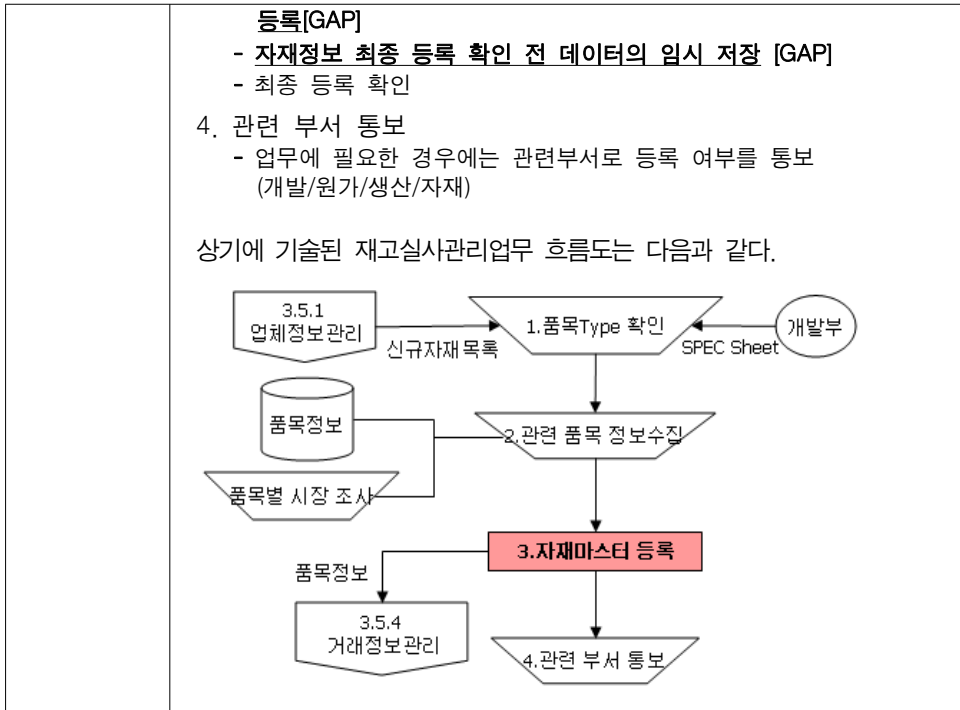 등록[GAP]
- 자재정보 최종 등록 확인 전 데이터의 임시 저장 [GAP]
- 최종 등록 확인
4. 관련 부서 통보
- 업무에 필요한 경우에는 관련부서로 등록 여부를 통보
(개발/원가/생산/자재)
상기에 기술된 재고실사관리업무 흐름도는 다음과 같다.
3.5.1
업체정보관리
신규자재목록
1.품목Type 확인
SPEC Sheet
개발부
품목정보
2.관련 품목 정보수집
품목별 시장 조사
3.자재마스터 등록
품목정보
3.5.4
거래정보관리
4.관련 부서 통보